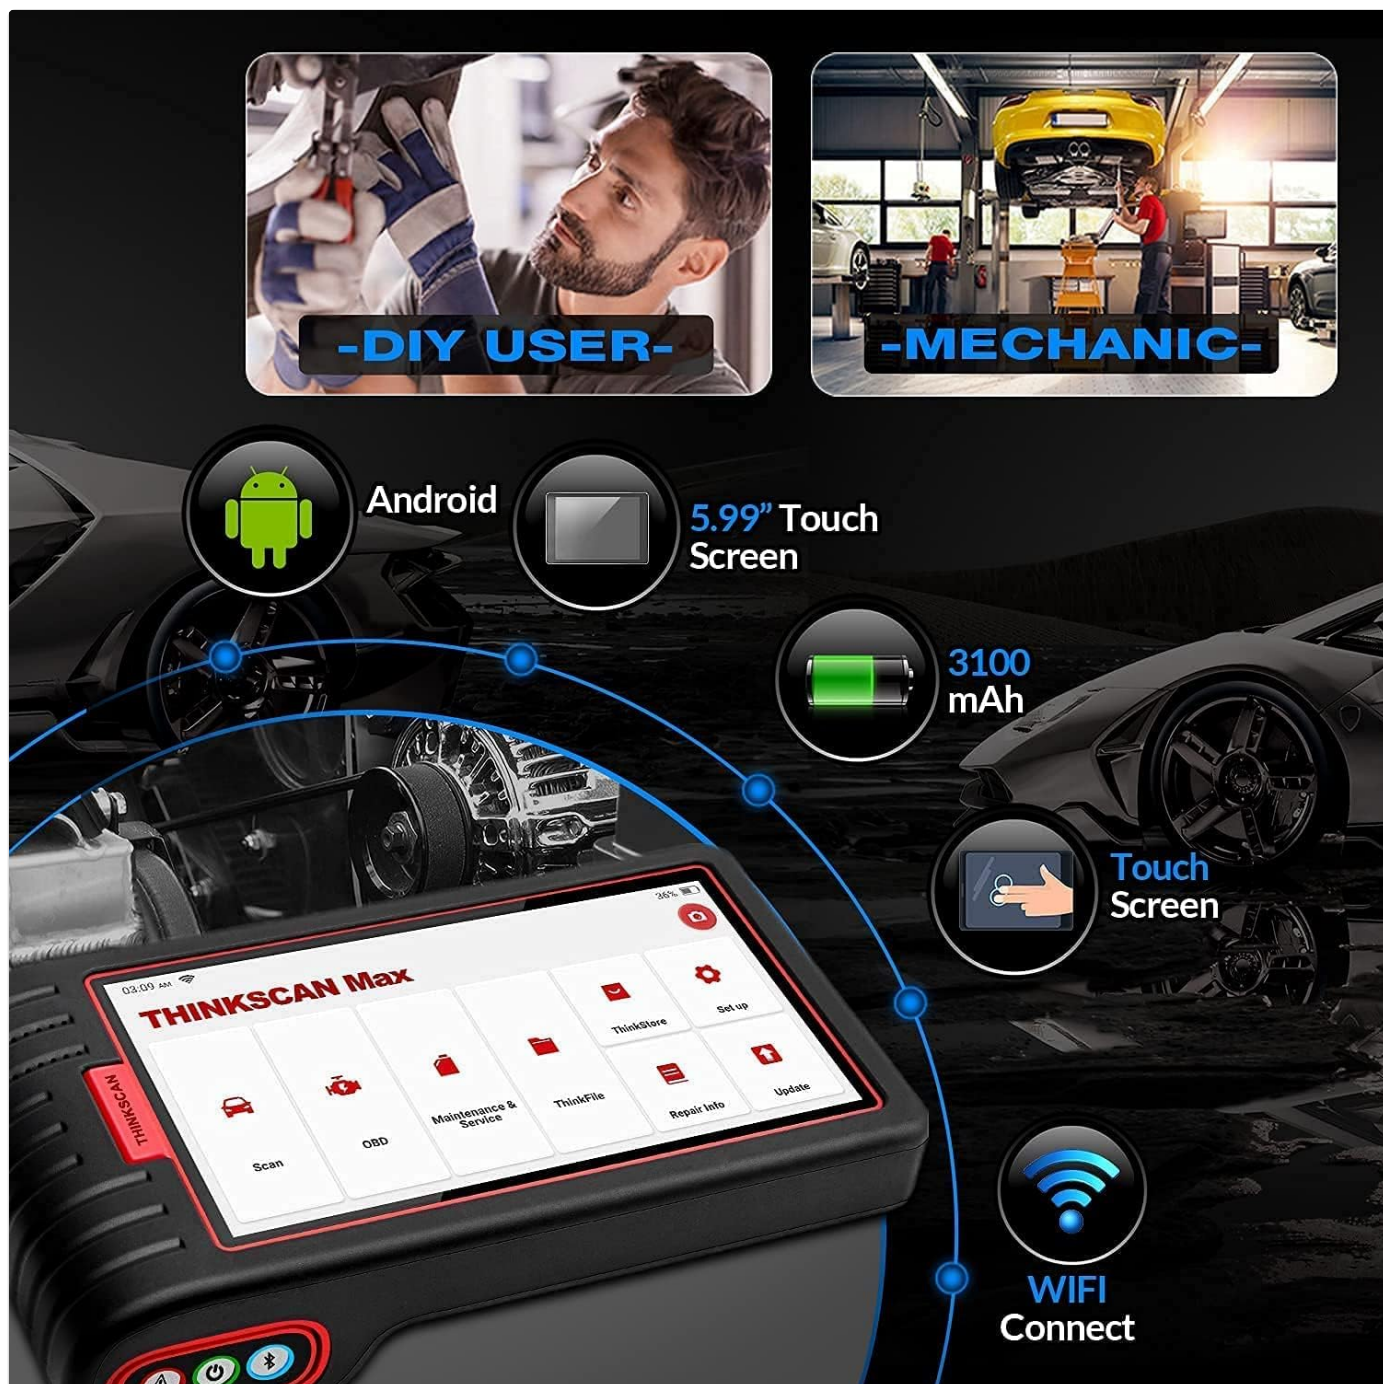 -DIY USER-
-MECHANIC-
Android
5.99” Touch
Screen
3100
mAh
Touch
Screen
03:09 AM
36%
THINKSCAN Max
THINKSCAN
Scan
OBD
Maintenance &
Service
ThinkFile
ThinkStore
Set up
Repair Info
Update
WIFI
Connect